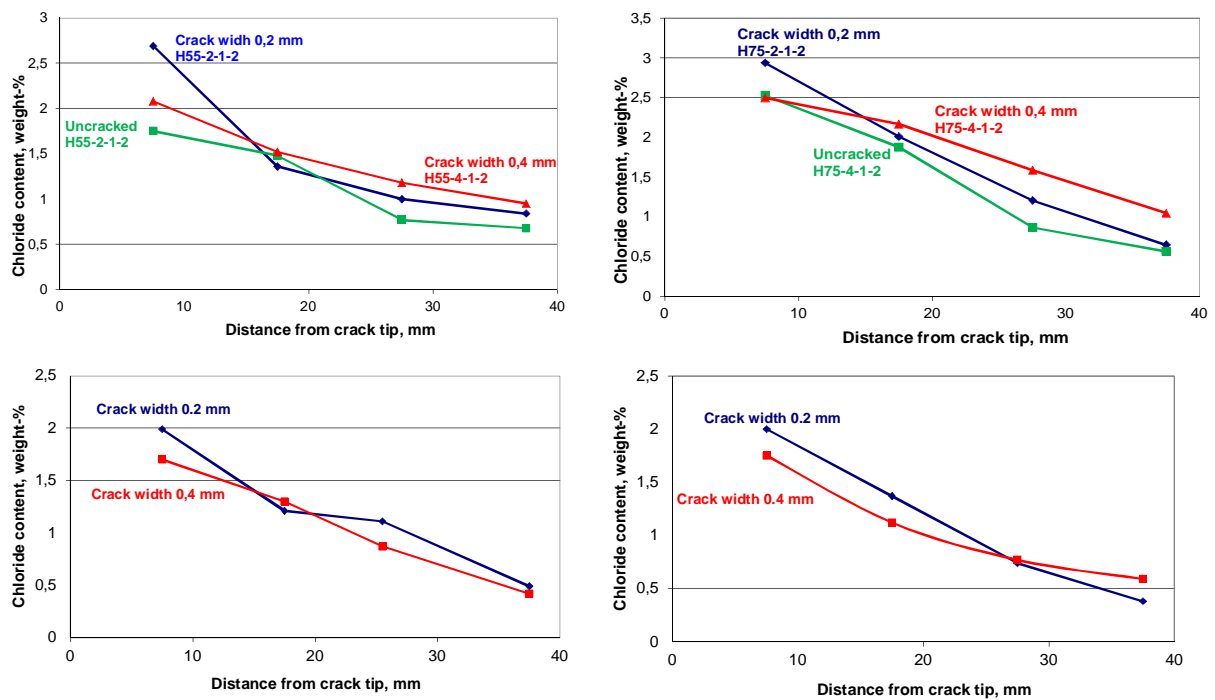 3
2,5
2
1,5
1
0,5
0
0
10
20
30
40
Chloride content, weight-%
Distance from crack tip, mm
Crack widh 0,2 mm
H55-2-1-2
Uncracked
H55-2-1-2
Crack width 0,4 mm
H55-4-1-2
3,5
3
2,5
2
1,5
1
0,5
0
0
10
20
30
40
Chloride content, weight-%
Distance from crack tip, mm
Crack width 0,2 mm
H75-2-1-2
Crack width 0,4 mm
H75-4-1-2
Uncracked
H75-4-1-2
2,5
2
1,5
1
0,5
0
0
10
20
30
40
Chloride content, weight-%
Distance from crack tip, mm
Crack width 0.2 mm
Crack width 0,4 mm
2,5
2
1,5
1
0,5
0
0
10
20
30
40
Chloride content, weight-%
Distance from crack tip, mm
Crack width 0.2 mm
Crack width 0.4 mm